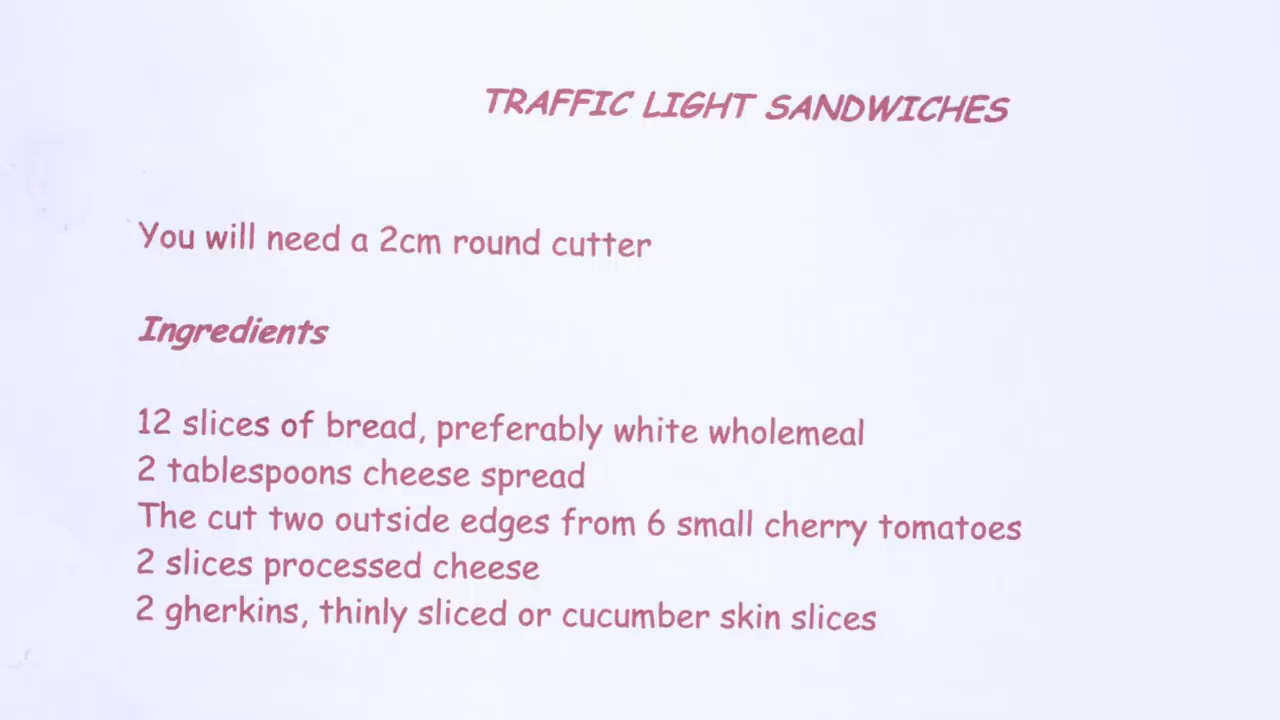 TRAFFIC LIGHT SANDWICHES
You will need a 2cm round cutter
Ingredients
12 slices of bread, preferably white wholemeal
2 tablespoons cheese spread
The cut two outside edges from 6 small cherry tomatoes
2 slices processed cheese
2 gherkins, thinly sliced or cucumber skin slices